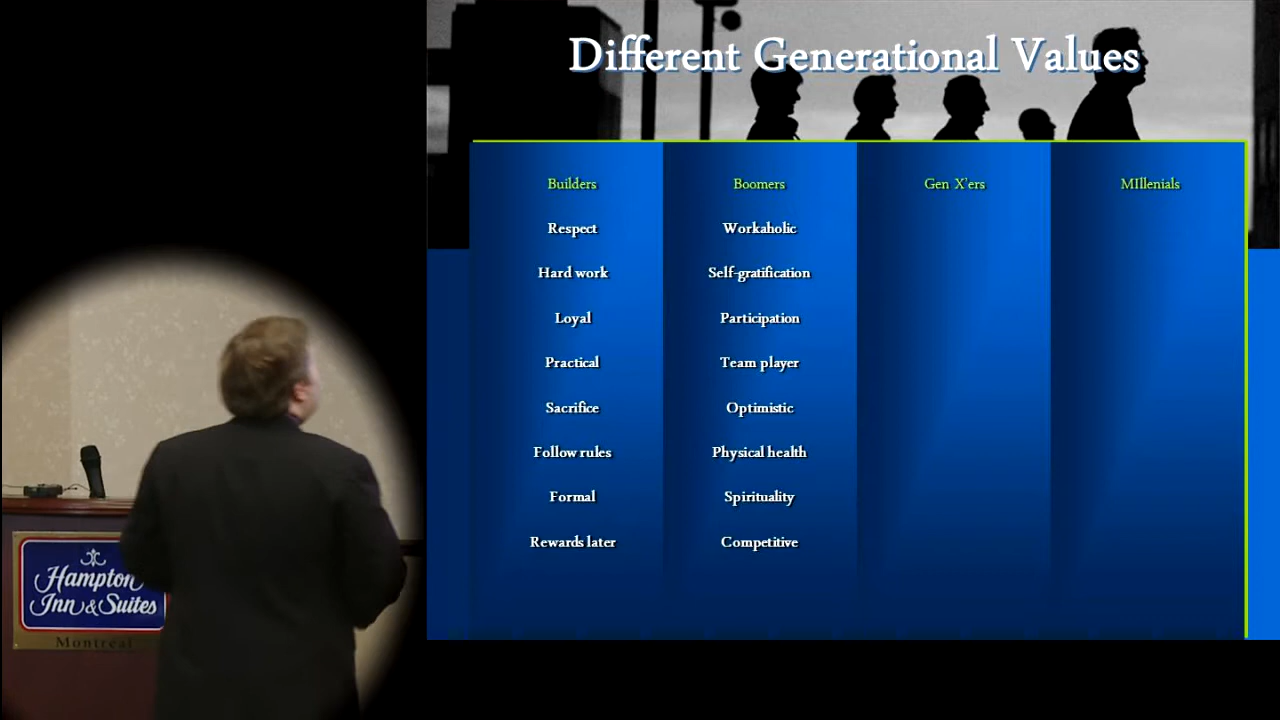 Different Generational Values
Builders
Respect
Hard work
Loyal
Practical
Sacrifice
Follow rules
Formal
Rewards later
Boomers
Workaholic
Self-gratification
Participation
Team player
Optimistic
Physical health
Spirituality
Competitive
Gen X'ers
MIllenials
Hampton
Inn & Suites
Montreal